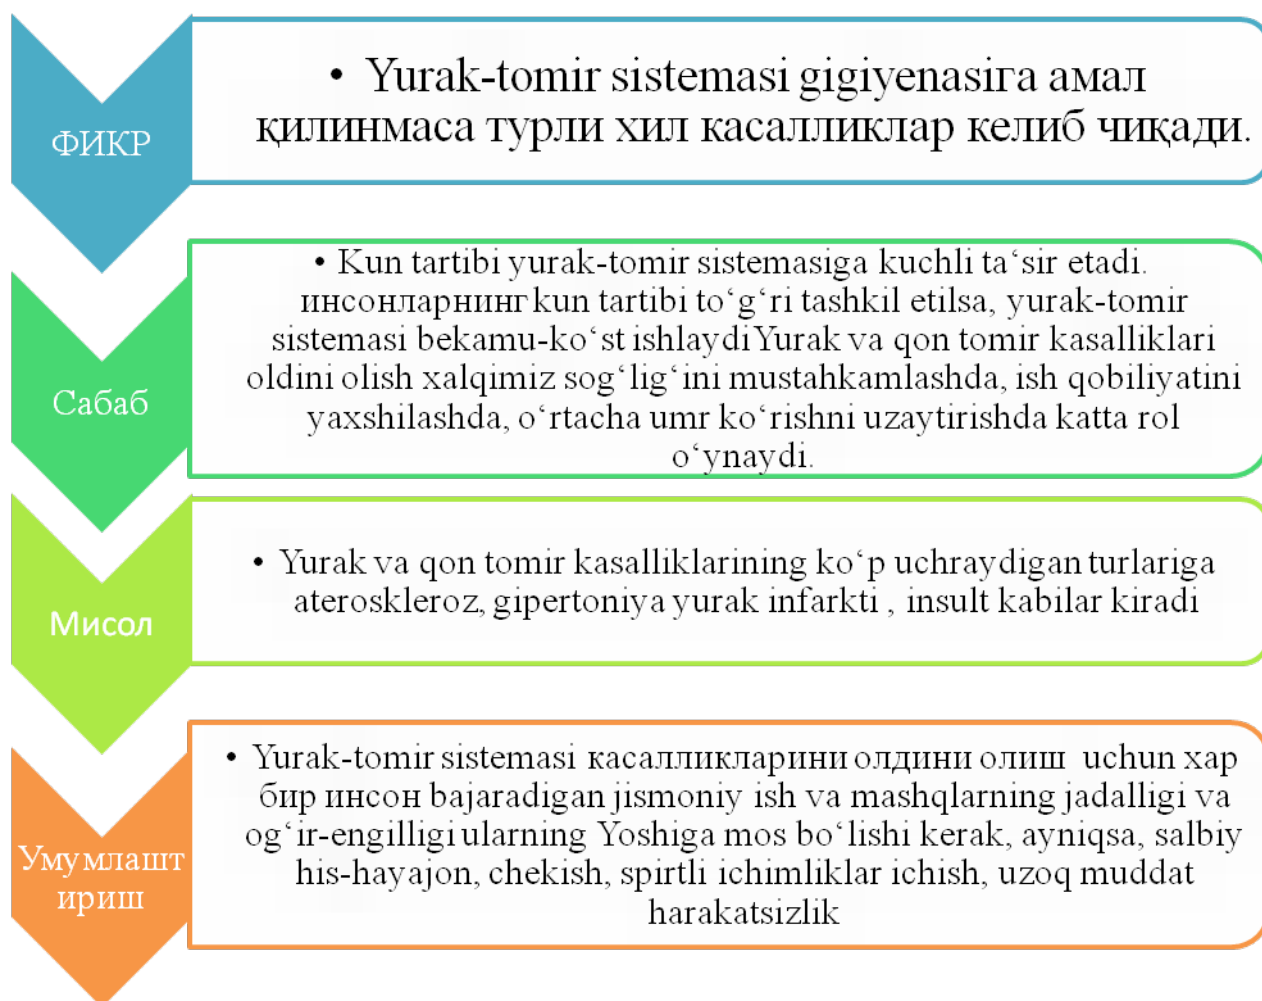 ФИКР
• Yurak-tomir sistemasi gigiyenasiга амал
қилинмаса турли хил касалликлар келиб чиқади.
Сабаб
• Kun tartibi yurak-tomir sistemasiga kuchli ta‘sir etadi.
инсонларнинг kun tartibi to‘g‘ri tashkil etilsa, yurak-tomir
sistemasi bekamu-ko‘st ishlaydi Yurak va qon tomir kasalliklari
oldini olish xalqimiz sog‘lig‘ini mustahkamlashda, ish qobiliyatini
yaxshilashda, o‘rtacha umr ko‘rishni uzaytirishda katta rol
o‘ynaydi.
Мисол
• Yurak va qon tomir kasalliklarining ko‘p uchraydigan turlariga
ateroskleroz, gipertoniya yurak infarkti , insult kabilar kiradi
Умумлашт
ириш
• Yurak-tomir sistemasi касалликларини олдини олиш uchun хар
бир инсон bajaradigan jismoniy ish va mashqlarning jadalligi va
og‘ir-engilligi ularning Yoshiga mos bo‘lishi kerak, ayniqsa, salbiy
his-hayajon, chekish, spirtli ichimliklar ichish, uzoq muddat
harakatsizlik